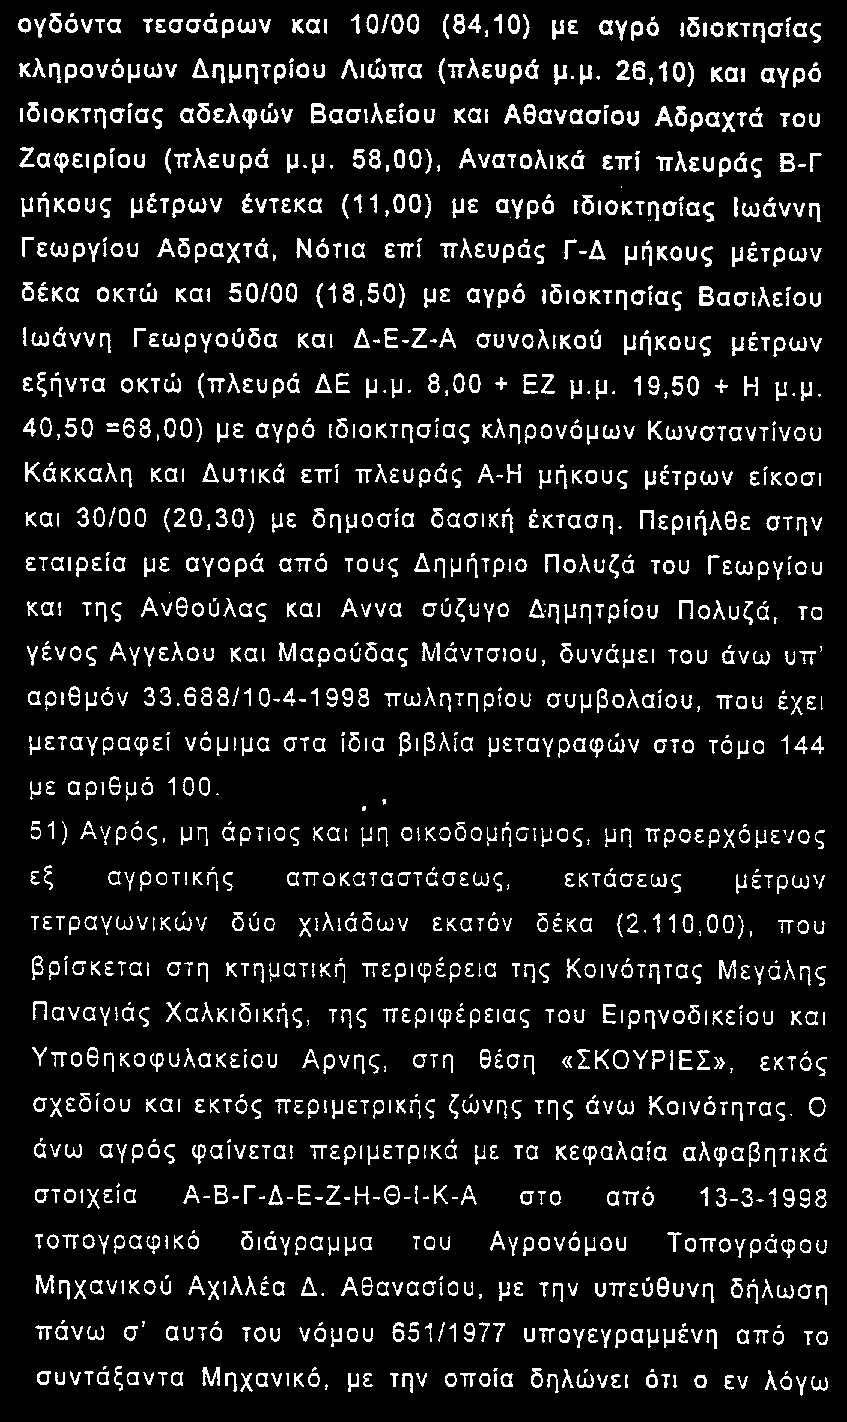 ογδόντα τεσσάρων και 10/00 (84,10) με αγρό ιδιοκτησίας
κληρονόμων Δημητρίου Λιώπα (πλευρά μ.μ. 26,10) και αγρό
ιδιοκτησίας αδελφών Βασιλείου και Αθανασίου Αδραχτά του
Ζαφειρίου (πλευρά μ.μ. 58,00), Ανατολικά επί πλευράς Β-Γ
μήκους μέτρων έντεκα (11,00) με αγρό ιδιοκτησίας Ιωάννη
Γεωργίου Αδραχτά, Νότια επί πλευράς Γ-Δ μήκους μέτρων
δέκα οκτώ και 50/00 (18,50) με αγρό ιδιοκτησίας Βασιλείου
Ιωάννη Γεωργούδα και Δ-Ε-Ζ-Α συνολικού μήκους μέτρων
εξήντα οκτώ (πλευρά ΔΕ μ.μ. 8,00 + ΕΖ μ.μ. 19,50 + Η μ.μ.
40,50 =68,00) με αγρό ιδιοκτησίας κληρονόμων Κωνσταντίνου
Κάκκαλη και Δυτικά επί πλευράς Α-Η μήκους μέτρων είκοσι
και 30/00 (20,30) με δημοσία δασική έκταση. Περιήλθε στην
εταιρεία με αγορά από τους Δημήτριο Πολυζά του Γεωργίου
και της Ανθούλας και Αννα σύζυγο Δημητρίου Πολυζά, το
γένος Αγγελου και Μαρούδας Μάντσιου, δυνάμει του άνω υπ'
αριθμόν 33.688/10-4-1998 πωλητηρίου συμβολαίου, που έχει
μεταγραφεί νόμιμα στα ίδια βιβλία μεταγραφών στο τόμο 144
με αριθμό 100.
51) Αγρός, μη άρτιος και μη οικοδομήσιμος, μη προερχόμενος
εξ αγροτικής αποκαταστάσεως, εκτάσεως μέτρων
τετραγωνικών δύο χιλιάδων εκατόν δέκα (2.110,00), που
βρίσκεται στη κτηματική περιφέρεια της Κοινότητας Μεγάλης
Παναγιάς Χαλκιδικής, της περιφέρειας του Ειρηνοδικείου και
Υποθηκοφυλακείου Αρνης, στη θέση «ΣΚΟΥΡΙΕΣ», εκτός
σχεδίου και εκτός περιμετρικής ζώνης της άνω Κοινότητας. Ο
άνω αγρός φαίνεται περιμετρικά με τα κεφαλαία αλφαβητικά
στοιχεία Α-Β-Γ-Δ-Ε-Ζ-Η-Θ-Ι-Κ-Α στο από 13-3-1998
τοπογραφικό διάγραμμα του Αγρονόμου Τοπογράφου
Μηχανικού Αχιλλέα Δ. Αθανασίου, με την υπεύθυνη δήλωση
πάνω σ' αυτό του νόμου 651/1977 υπογεγραμμένη από το
συντάξαντα Μηχανικό, με την οποία δηλώνει ότι ο εν λόγω